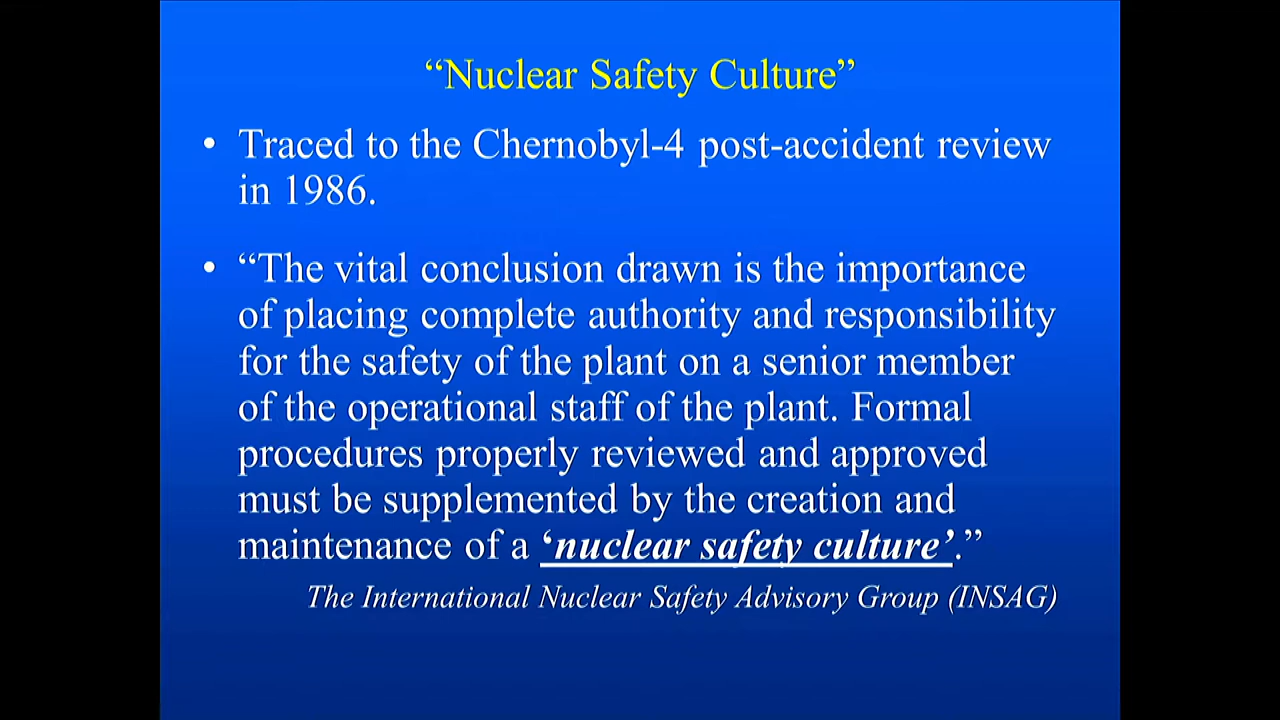 “Nuclear Safety Culture”
• Traced to the Chernobyl-4 post-accident review
in 1986.
• “The vital conclusion drawn is the importance
of placing complete authority and responsibility
for the safety of the plant on a senior member
of the operational staff of the plant. Formal
procedures properly reviewed and approved
must be supplemented by the creation and
maintenance of a ‘nuclear safety culture’.”
The International Nuclear Safety Advisory Group (INSAG)